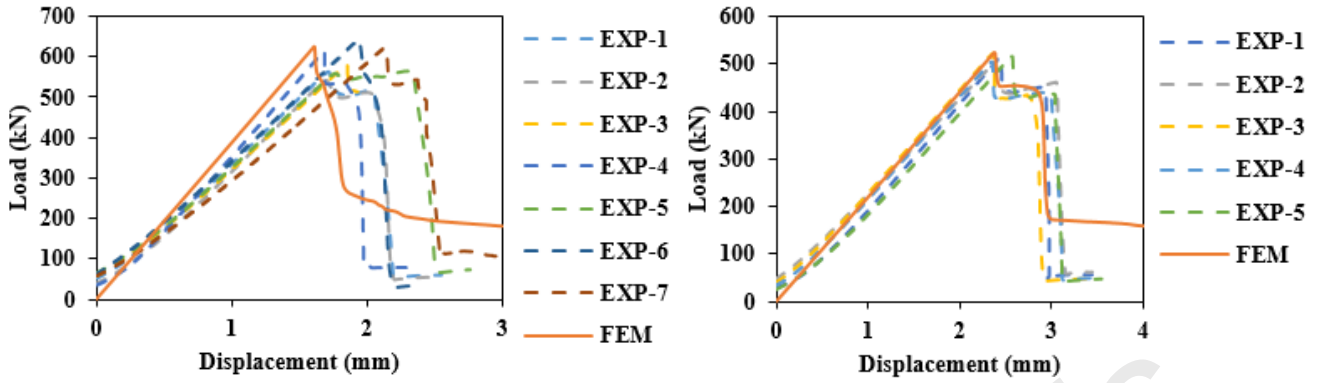 700
600
500
400
300
200
100
0
Load (kN)
0 1 2 3
Displacement (mm)
EXP-1
EXP-2
EXP-3
EXP-4
EXP-5
EXP-6
EXP-7
FEM
600
500
400
300
200
100
0
Load (kN)
0 1 2 3 4
Displacement (mm)
EXP-1
EXP-2
EXP-3
EXP-4
EXP-5
FEM